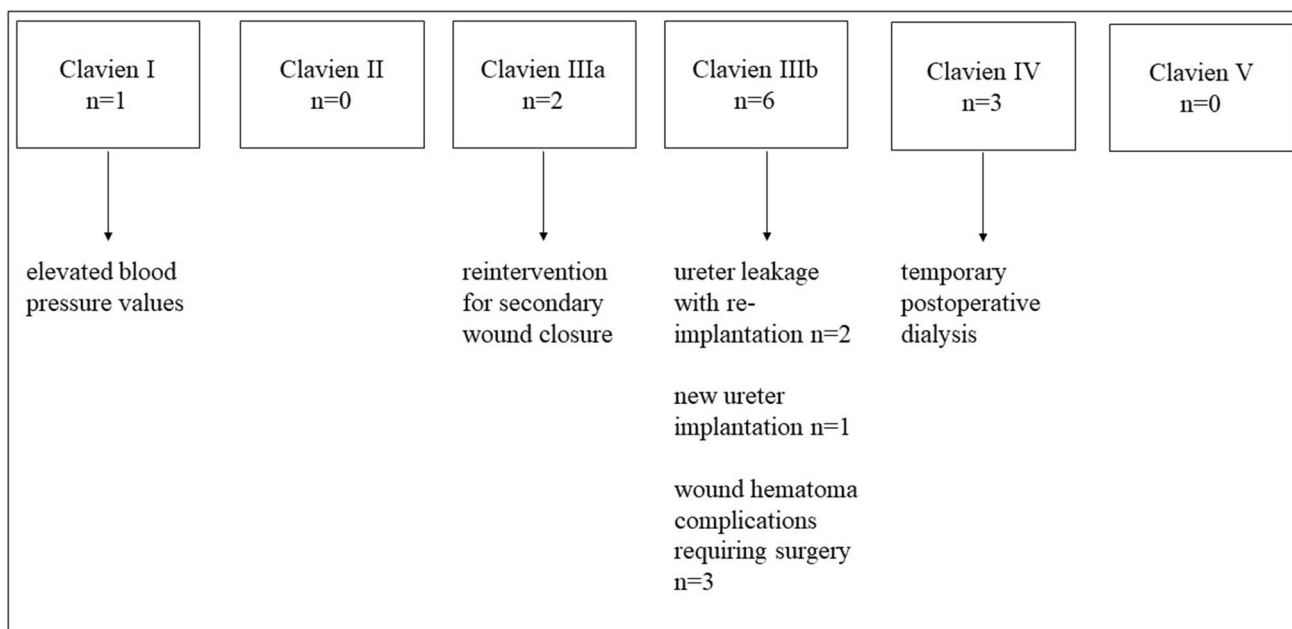 Clavien I
n=1
Clavien II
n=0
Clavien IIIa
n=2
Clavien IIIb
n=6
Clavien IV
n=3
Clavien V
n=0
elevated blood
pressure values
reintervention
for secondary
wound closure
ureter leakage
with re-
implantation n=2
new ureter
implantation n=1
wound hematoma
complications
requiring surgery
n=3
temporary
postoperative
dialysis